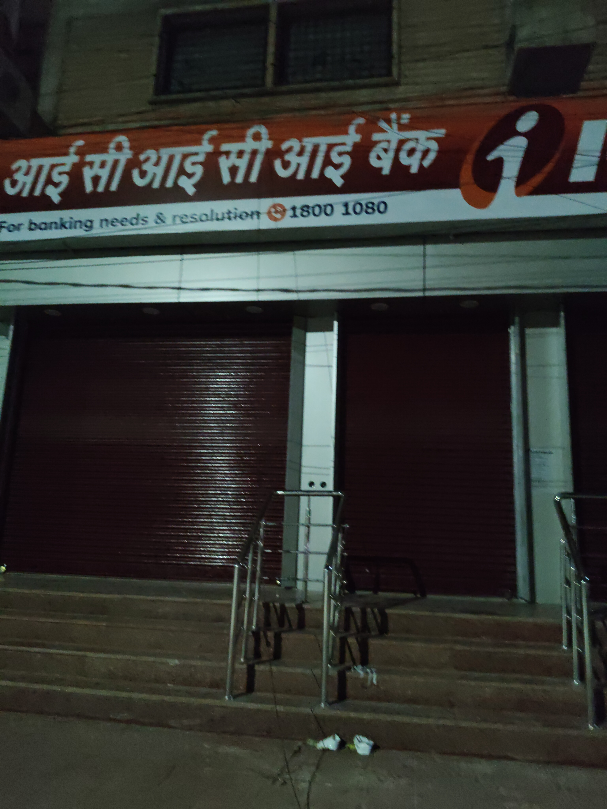 आई सी आई सी आई बैंक
For banking needs & resolution 1800 1080